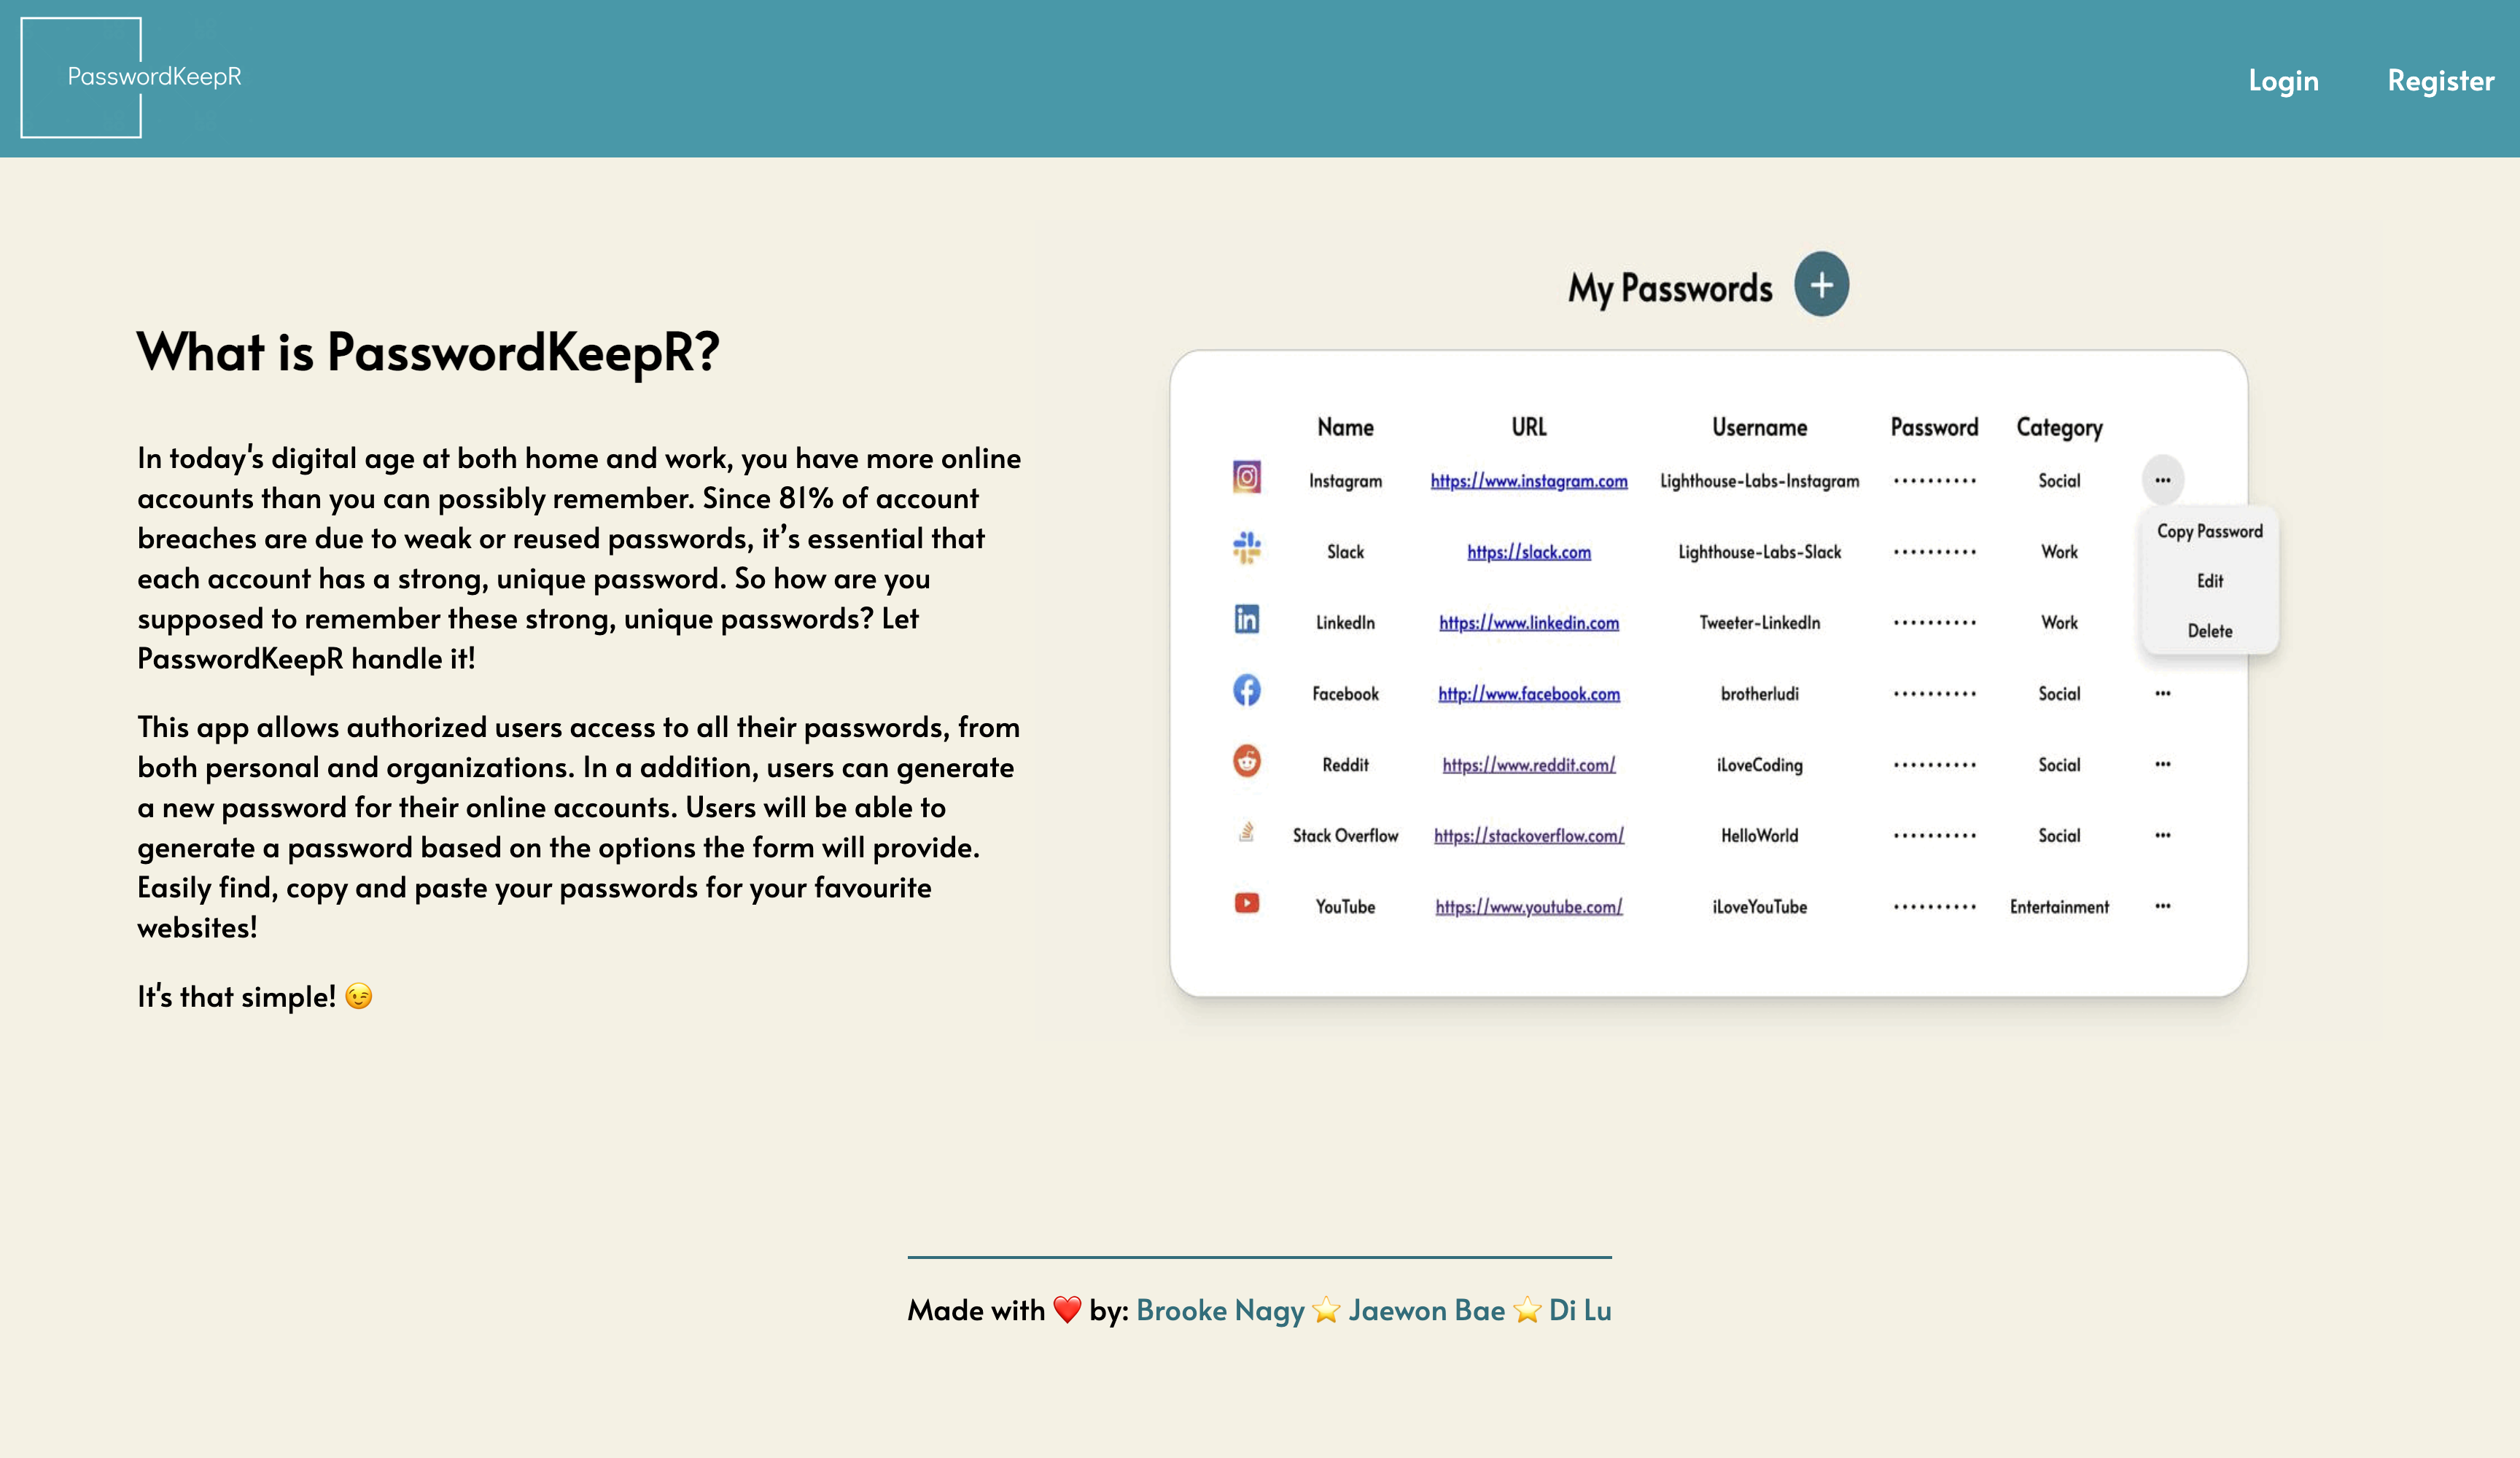 PasswordKeepR
Login Register
What is PasswordKeepR?
In today's digital age at both home and work, you have more online
accounts than you can possibly remember. Since 81% of account
breaches are due to weak or reused passwords, it’s essential that
each account has a strong, unique password. So how are you
supposed to remember these strong, unique passwords? Let
PasswordKeepR handle it!
This app allows authorized users access to all their passwords, from
both personal and organizations. In a addition, users can generate
a new password for their online accounts. Users will be able to
generate a password based on the options the form will provide.
Easily find, copy and paste your passwords for your favourite
websites!
It's that simple! 😉
My Passwords +
Name URL Username Password Category
Instagram https://www.instagram.com Lighthouse-Labs-Instagram •••••••••• Social •••
Copy Password
Edit
Delete
Slack https://slack.com Lighthouse-Labs-Slack •••••••••• Work
LinkedIn https://www.linkedin.com Tweeter-LinkedIn •••••••••• Work
Facebook http://www.facebook.com brotherludi •••••••••• Social •••
Reddit https://www.reddit.com/ iLoveCoding •••••••••• Social •••
Stack Overflow https://stackoverflow.com/ HelloWorld •••••••••• Social •••
YouTube https://www.youtube.com/ iLoveYouTube •••••••••• Entertainment •••
Made with ❤️ by: Brooke Nagy ⭐ Jaewon Bae ⭐ Di Lu